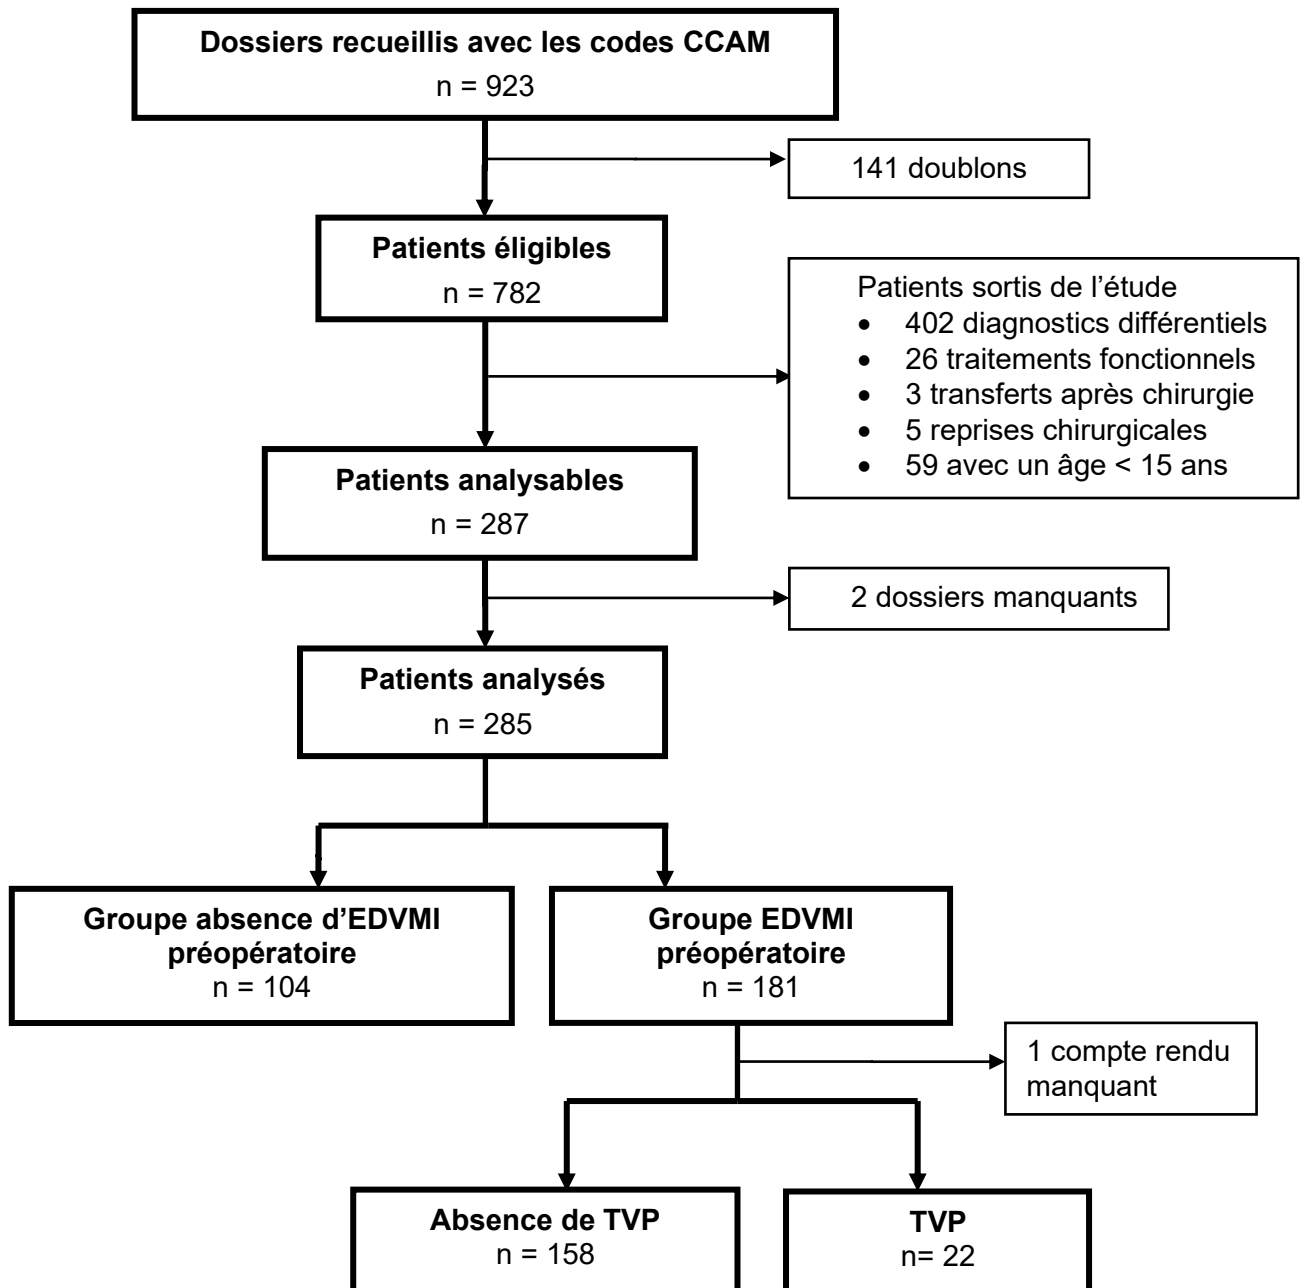 Dossiers recueillis avec les codes CCAM
n = 923
141 doublons
Patients éligibles
n = 782
Patients sortis de l’étude
• 402 diagnostics différentiels
• 26 traitements fonctionnels
• 3 transferts après chirurgie
• 5 reprises chirurgicales
• 59 avec un âge < 15 ans
Patients analysables
n = 287
2 dossiers manquants
Patients analysés
n = 285
Groupe absence d’EDVMI
préopératoire
n = 104
Groupe EDVMI
préopératoire
n = 181
1 compte rendu
manquant
Absence de TVP
n = 158
TVP
n= 22